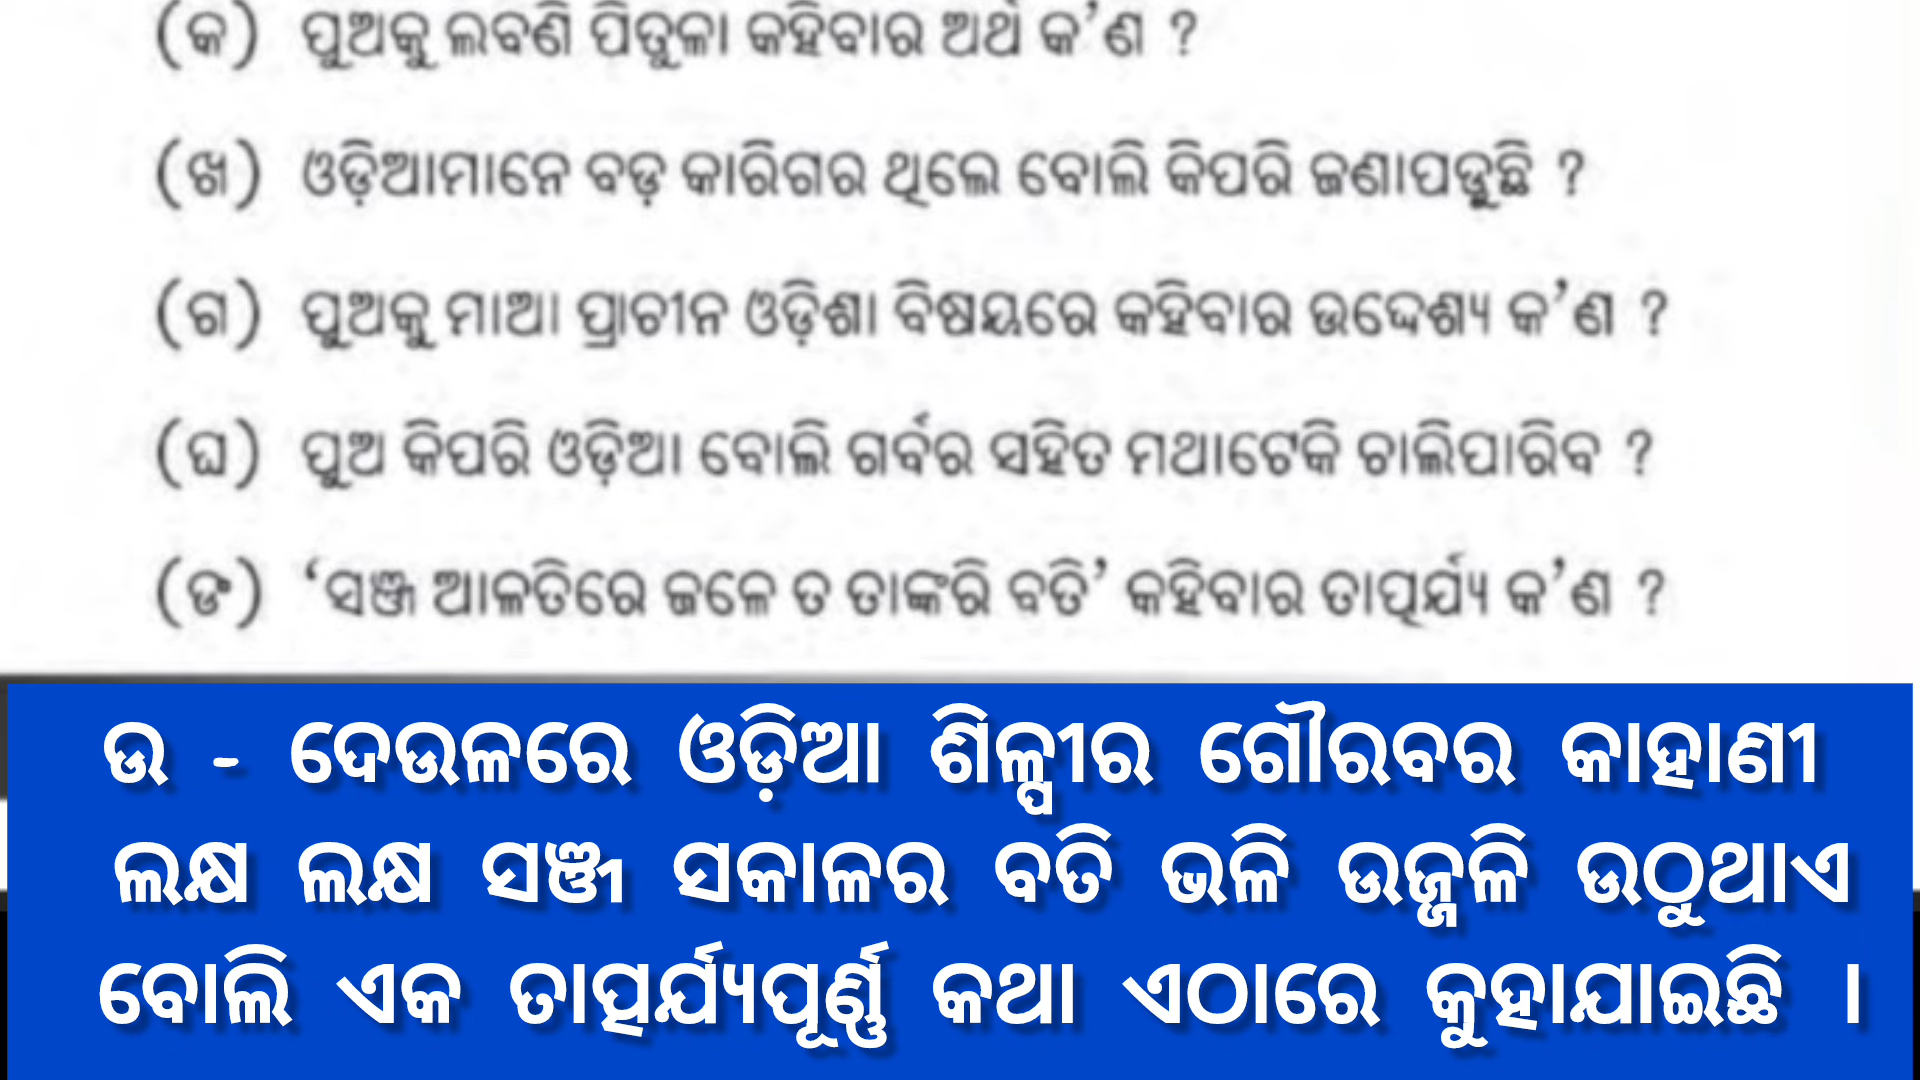 (କ) ପୁଅକୁ ଲବଣି ପିତୁଳା କହିବାର ଅର୍ଥ କ’ଣ ?
(ଖ) ଓଡ଼ିଆମାନେ ବଡ଼ କାରିଗର ଥିଲେ ବୋଲି କିପରି ଜଣାପଡ଼ୁଛି ?
(ଗ) ପୁଅକୁ ମାଆ ପ୍ରାଚୀନ ଓଡ଼ିଶା ବିଷୟରେ କହିବାର ଉଦ୍ଦେଶ୍ୟ କ’ଣ ?
(ଘ) ପୁଅ କିପରି ଓଡ଼ିଆ ବୋଲି ଗର୍ବର ସହିତ ମଥାଟେକି ଚାଲିପାରିବ ?
(ଙ) ‘ସଞ୍ଜ ଆଳତିରେ ଜଳେ ତ ତାଙ୍କରି ବତି’ କହିବାର ତାତ୍ପର୍ଯ୍ୟ କ’ଣ ?
ଉ - ଦେଉଳରେ ଓଡ଼ିଆ ଶିଳ୍ପୀର ଗୌରବର କାହାଣୀ
ଲକ୍ଷ ଲକ୍ଷ ସଞ୍ଜ ସକାଳର ବତି ଭଳି ଉଜ୍ଜଳି ଉଠୁଥାଏ
ବୋଲି ଏକ ତାତ୍ପର୍ଯ୍ୟପୂର୍ଣ୍ଣ କଥା ଏଠାରେ କୁହାଯାଇଛି ।